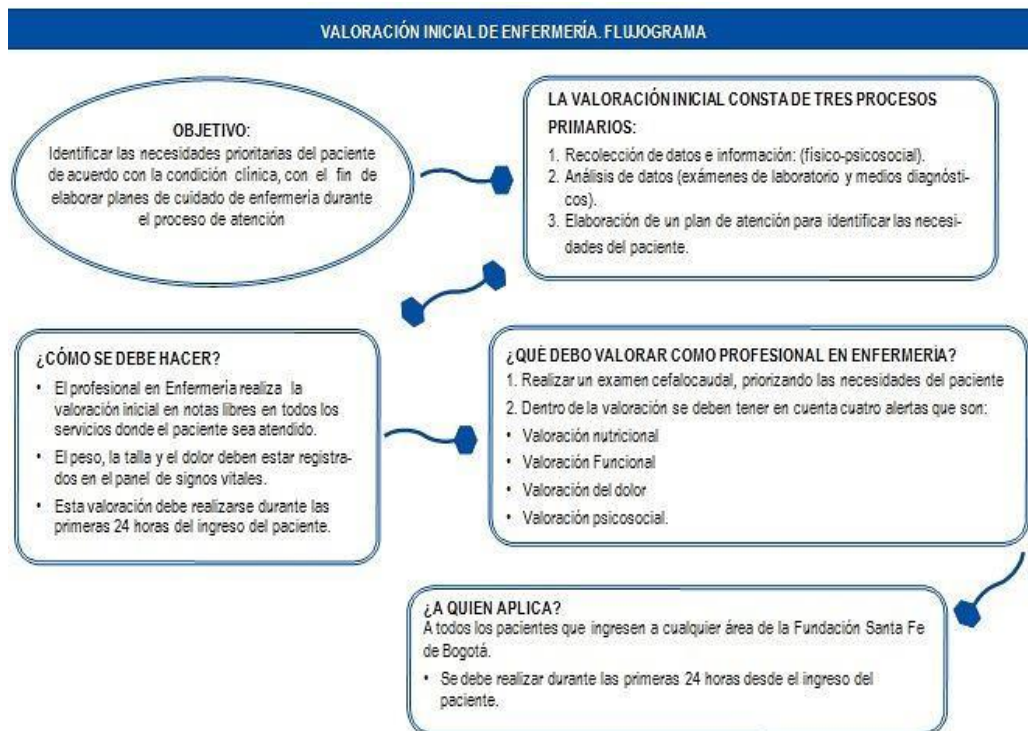 VALORACIÓN INICIAL DE ENFERMERÍA. FLUJOGRAMA
OBJETIVO:
Identificar las necesidades prioritarias del paciente
de acuerdo con la condición clínica, con el fin de
elaborar planes de cuidado de enfermería durante
el proceso de atención
LA VALORACIÓN INICIAL CONSTA DE TRES PROCESOS
PRIMARIOS:
1. Recolección de datos e información: (físico-psicosocial).
2. Análisis de datos (exámenes de laboratorio y medios diagnósti-
cos).
3. Elaboración de un plan de atención para identificar las necesi-
dades del paciente.
¿CÓMO SE DEBE HACER?
• El profesional en Enfermería realiza la
valoración inicial en notas libres en todos los
servicios donde el paciente sea atendido.
• El peso, la talla y el dolor deben estar registra-
dos en el panel de signos vitales.
• Esta valoración debe realizarse durante las
primeras 24 horas del ingreso del paciente.
¿QUÉ DEBO VALORAR COMO PROFESIONAL EN ENFERMERÍA?
1. Realizar un examen cefalocaudal, priorizando las necesidades del paciente
2. Dentro de la valoración se deben tener en cuenta cuatro alertas que son:
• Valoración nutricional
• Valoración Funcional
• Valoración del dolor
• Valoración psicosocial.
¿A QUIEN APLICA?
A todos los pacientes que ingresen a cualquier área de la Fundación Santa Fe
de Bogotá.
• Se debe realizar durante las primeras 24 horas desde el ingreso del
paciente.